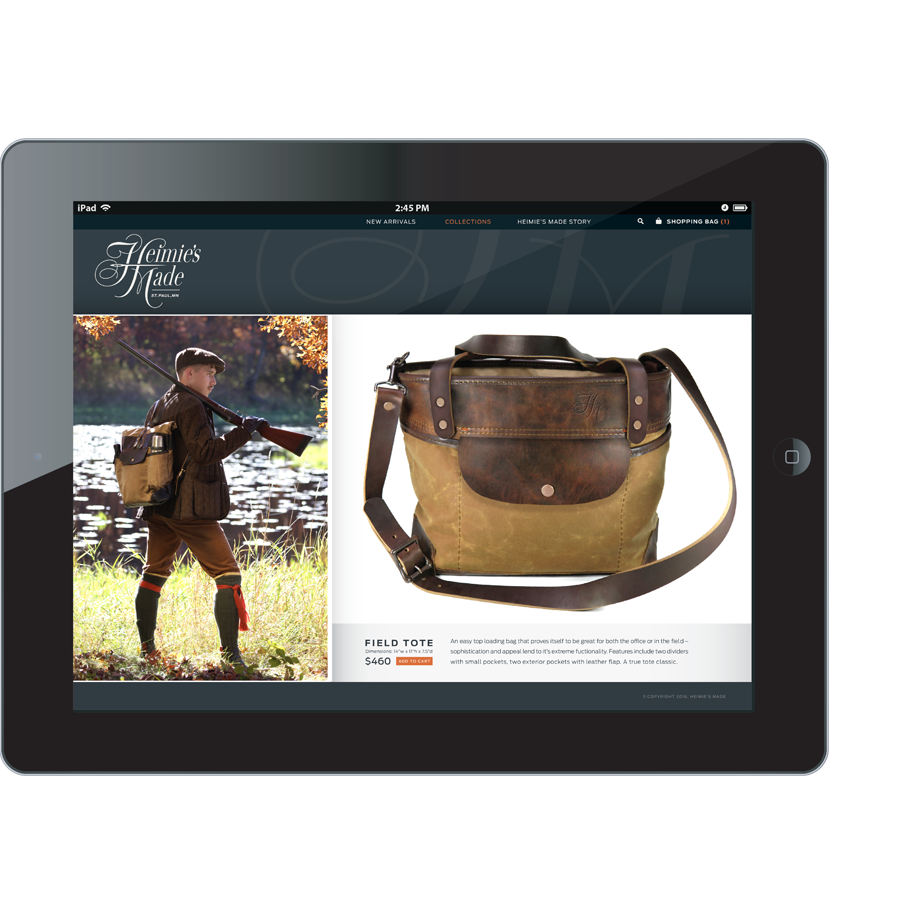 iPad
2:45 PM
NEW ARRIVALS COLLECTIONS HEIMIE'S MADE STORY SHOPPING BAG (1)
Heimie's
Made
ST. PAUL, MN
HM
FIELD TOTE
Dimensions: 14"w x 11"h x 7.5"d
$460 ADD TO CART
An easy top loading bag that proves itself to be great for both the office or in the field–
sophistication and appeal lend to it's extreme fuctionality. Features include two dividers
with small pockets, two exterior pockets with leather flap. A true tote classic.
© COPYRIGHT 2016, HEIMIE'S MADE